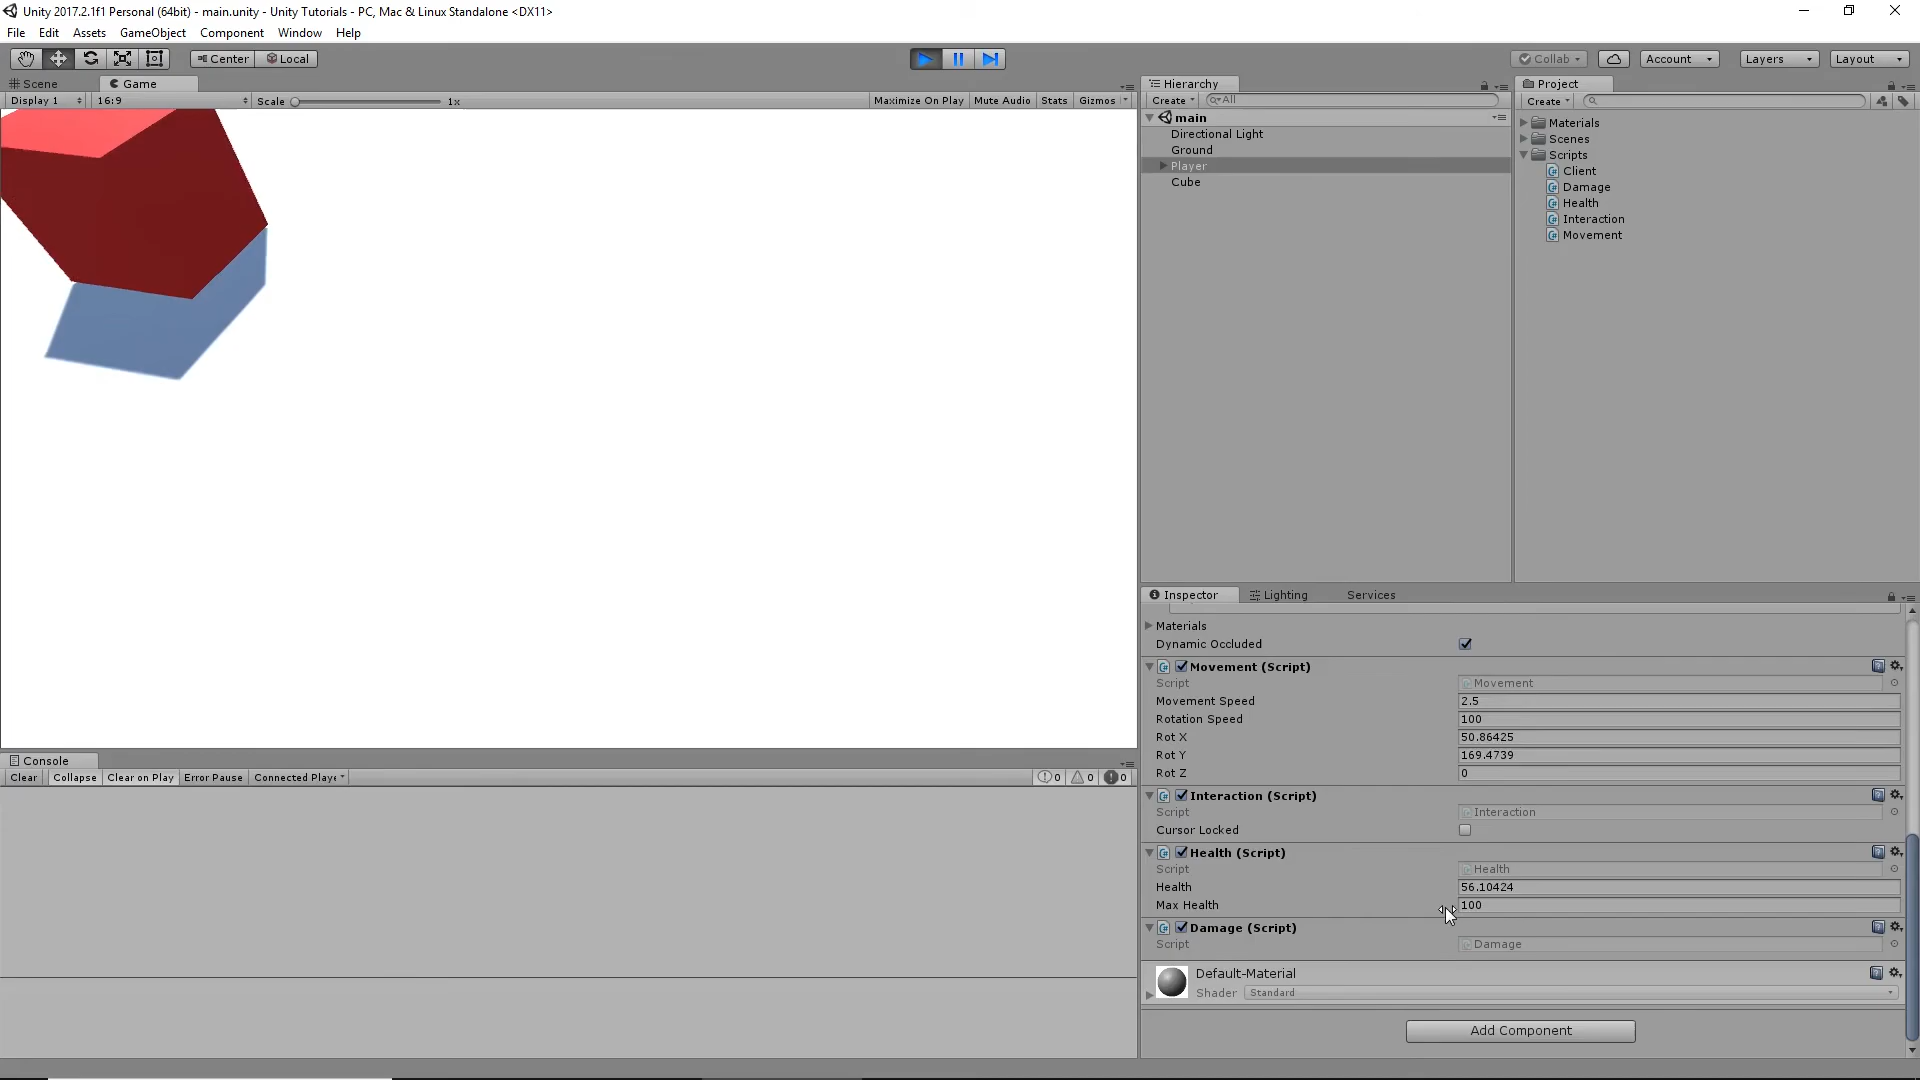 Unity 2017.2.1f1 Personal (64bit) - main.unity - Unity Tutorials - PC, Mac & Linux Standalone <DX11>
File Edit Assets GameObject Component Window Help
Center Local Collab Account Layers Layout
Scene Game
Display 1 16:9 Scale 1x Maximize On Play Mute Audio Stats Gizmos
Hierarchy
Create All
main
Directional Light
Ground
Player
Cube
Project
Create
Materials
Scenes
Scripts
Client
Damage
Health
Interaction
Movement
Inspector Lighting Services
Materials
Dynamic Occluded
Movement (Script)
Script Movement
Movement Speed 2.5
Rotation Speed 100
Rot X 50.86425
Rot Y 169.4739
Rot Z 0
Interaction (Script)
Script Interaction
Cursor Locked
Health (Script)
Script Health
Health 56.10424
Max Health 100
Damage (Script)
Script Damage
Default-Material
Shader Standard
Add Component
Console
Clear Collapse Clear on Play Error Pause Connected Playe 0 0 0